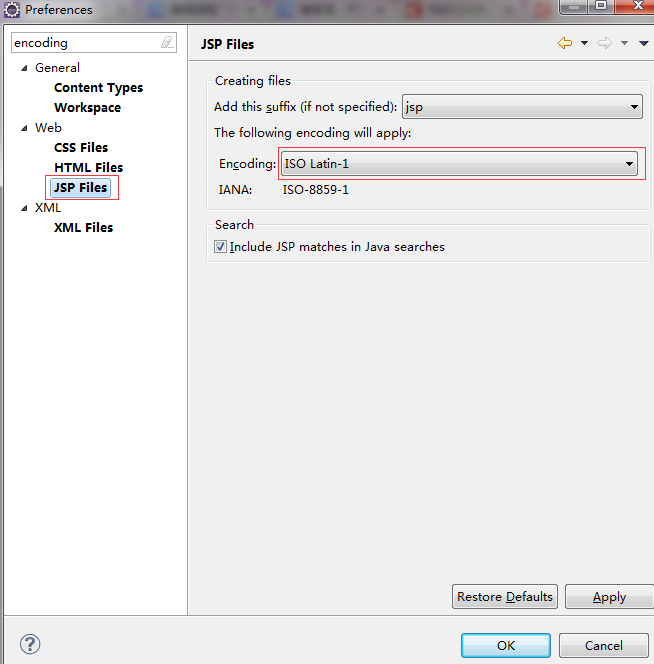 Preferences
encoding
General
Content Types
Workspace
Web
CSS Files
HTML Files
JSP Files
XML
XML Files
JSP Files
Creating files
Add this suffix (if not specified): jsp
The following encoding will apply:
Encoding: ISO Latin-1
IANA: ISO-8859-1
Search
Include JSP matches in Java searches
Restore Defaults Apply
? OK Cancel